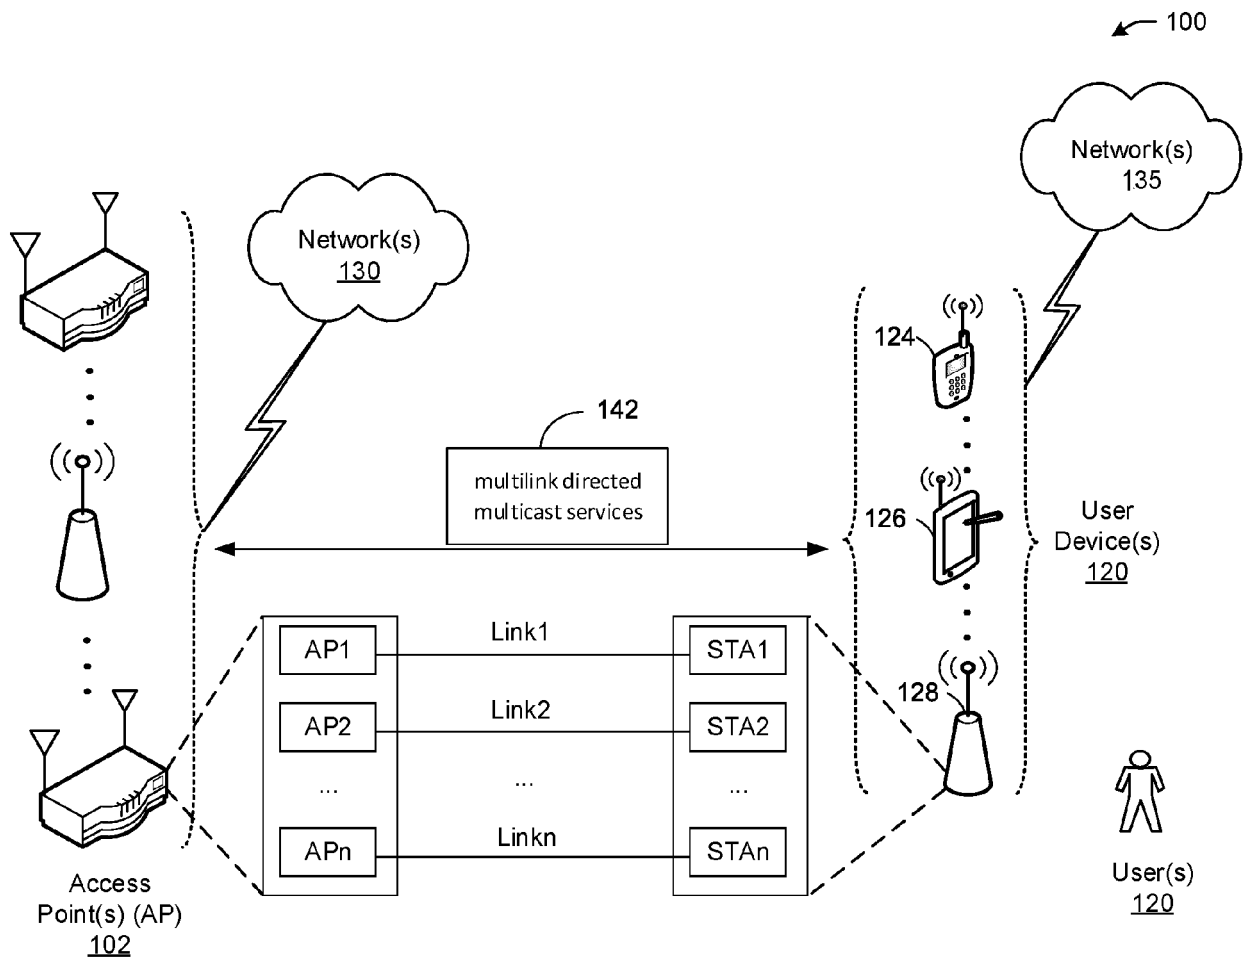 100
Network(s)
135
Network(s)
130
124
142
multilink directed
multicast services
126
User
Device(s)
120
AP1
Link1
STA1
128
AP2
Link2
STA2
...
...
...
APn
Linkn
STAn
Access
Point(s) (AP)
102
User(s)
120